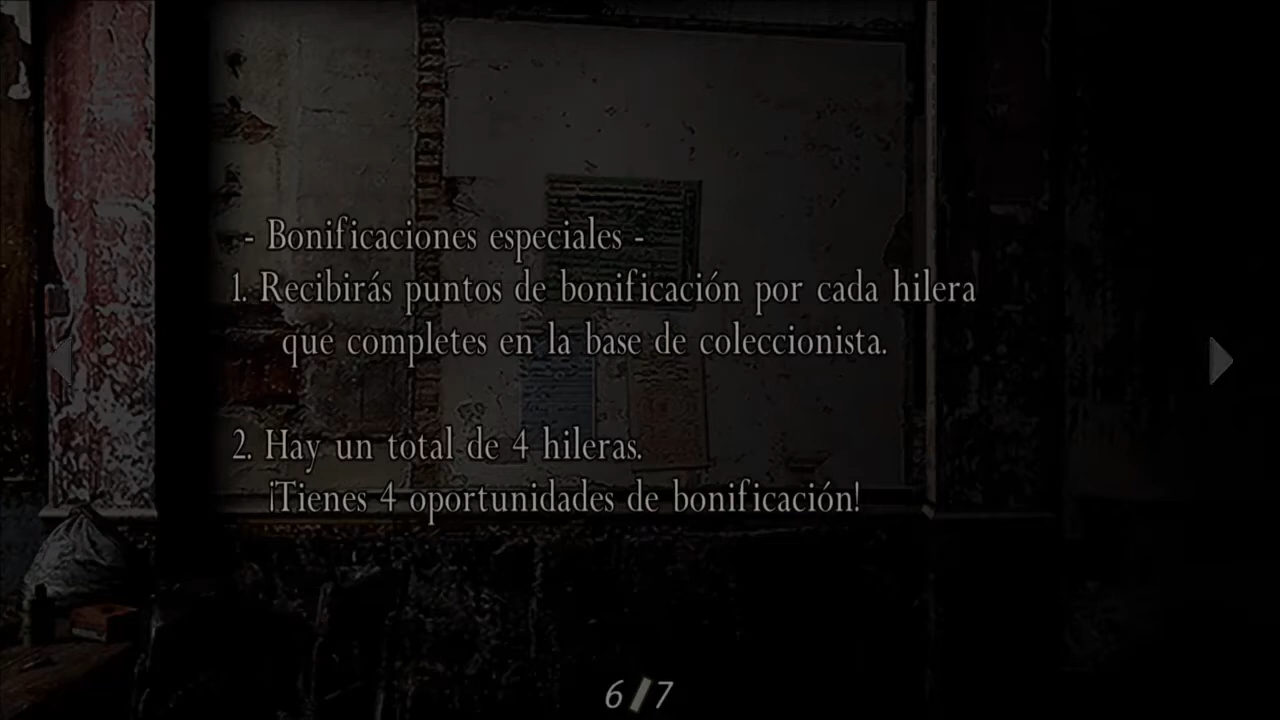 - Bonificaciones especiales -
1. Recibirás puntos de bonificación por cada hilera
que completes en la base de coleccionista.
2. Hay un total de 4 hileras.
¡Tienes 4 oportunidades de bonificación!
6/7